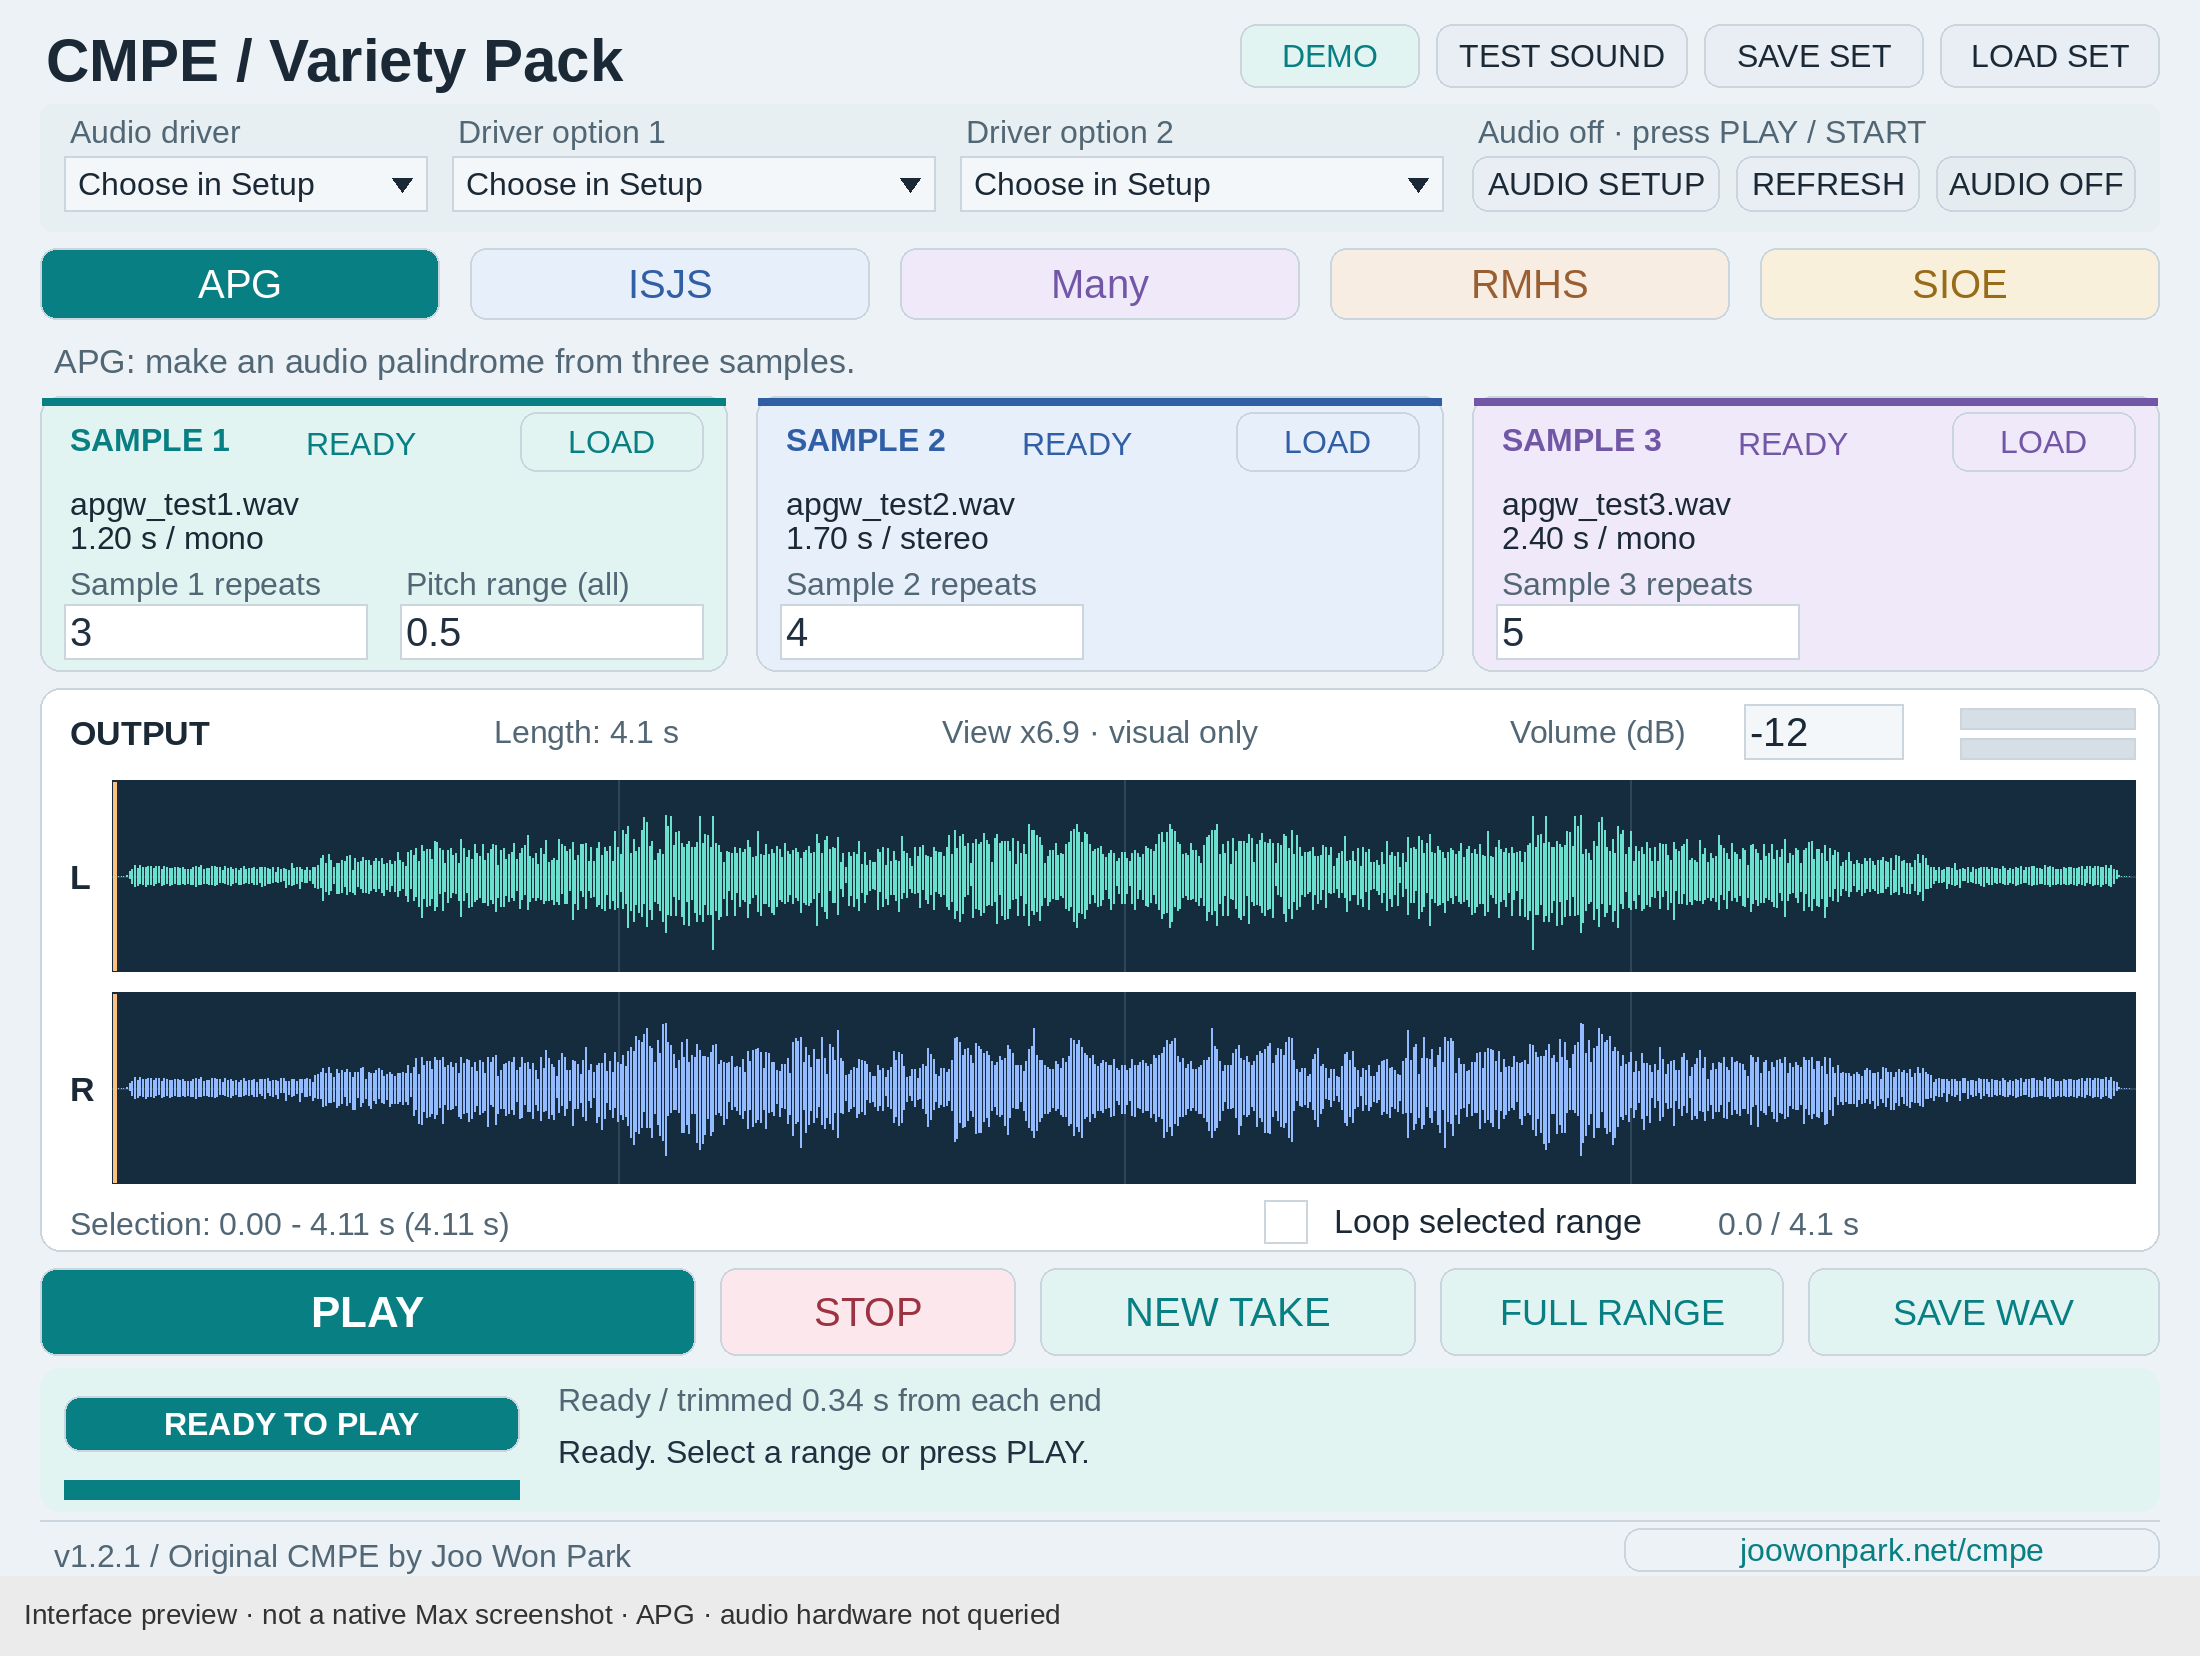 CMPE / Variety Pack
DEMO
TEST SOUND
SAVE SET
LOAD SET
Audio driver
Driver option 1
Driver option 2
Audio off · press PLAY / START
Choose in Setup
Choose in Setup
Choose in Setup
AUDIO SETUP
REFRESH
AUDIO OFF
APG
ISJS
Many
RMHS
SIOE
APG: make an audio palindrome from three samples.
SAMPLE 1
READY
LOAD
apgw_test1.wav
1.20 s / mono
Sample 1 repeats
Pitch range (all)
3
0.5
SAMPLE 2
READY
LOAD
apgw_test2.wav
1.70 s / stereo
Sample 2 repeats
4
SAMPLE 3
READY
LOAD
apgw_test3.wav
2.40 s / mono
Sample 3 repeats
5
OUTPUT
Length: 4.1 s
View x6.9 · visual only
Volume (dB)
-12
L
R
Selection: 0.00 - 4.11 s (4.11 s)
Loop selected range
0.0 / 4.1 s
PLAY
STOP
NEW TAKE
FULL RANGE
SAVE WAV
READY TO PLAY
Ready / trimmed 0.34 s from each end
Ready. Select a range or press PLAY.
v1.2.1 / Original CMPE by Joo Won Park
joowonpark.net/cmpe
Interface preview · not a native Max screenshot · APG · audio hardware not queried